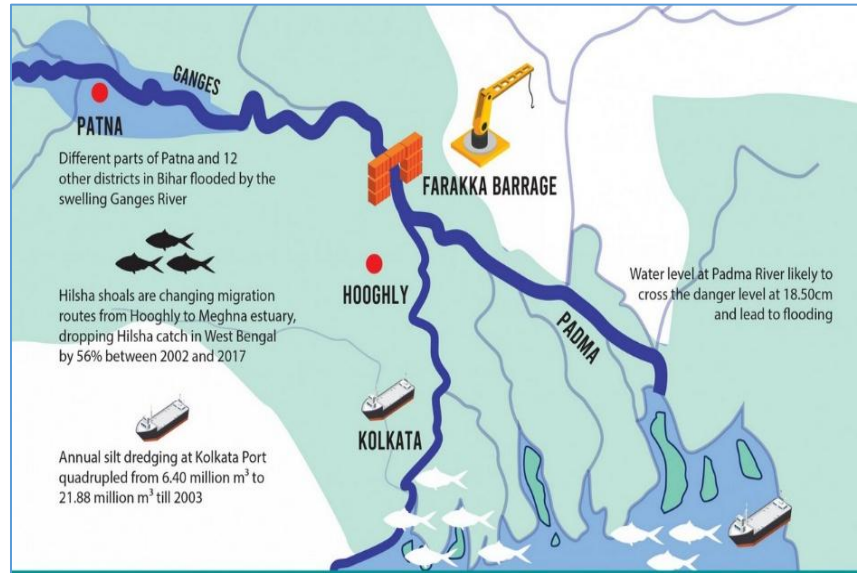 GANGES
PATNA
Different parts of Patna and 12
other districts in Bihar flooded by the
swelling Ganges River
FARAKKA BARRAGE
Hilsha shoals are changing migration
routes from Hooghly to Meghna estuary,
dropping Hilsha catch in West Bengal
by 56% between 2002 and 2017
HOOGHLY
Water level at Padma River likely to
cross the danger level at 18.50cm
and lead to flooding
PADMA
KOLKATA
Annual silt dredging at Kolkata Port
quadrupled from 6.40 million m³ to
21.88 million m³ till 2003